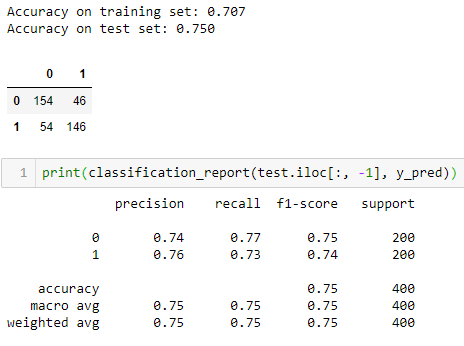 Accuracy on training set: 0.707
Accuracy on test set: 0.750
0 1
0 154 46
1 54 146
1 print(classification_report(test.iloc[:, -1], y_pred))
precision recall f1-score support
0 0.74 0.77 0.75 200
1 0.76 0.73 0.74 200
accuracy 0.75 400
macro avg 0.75 0.75 0.75 400
weighted avg 0.75 0.75 0.75 400